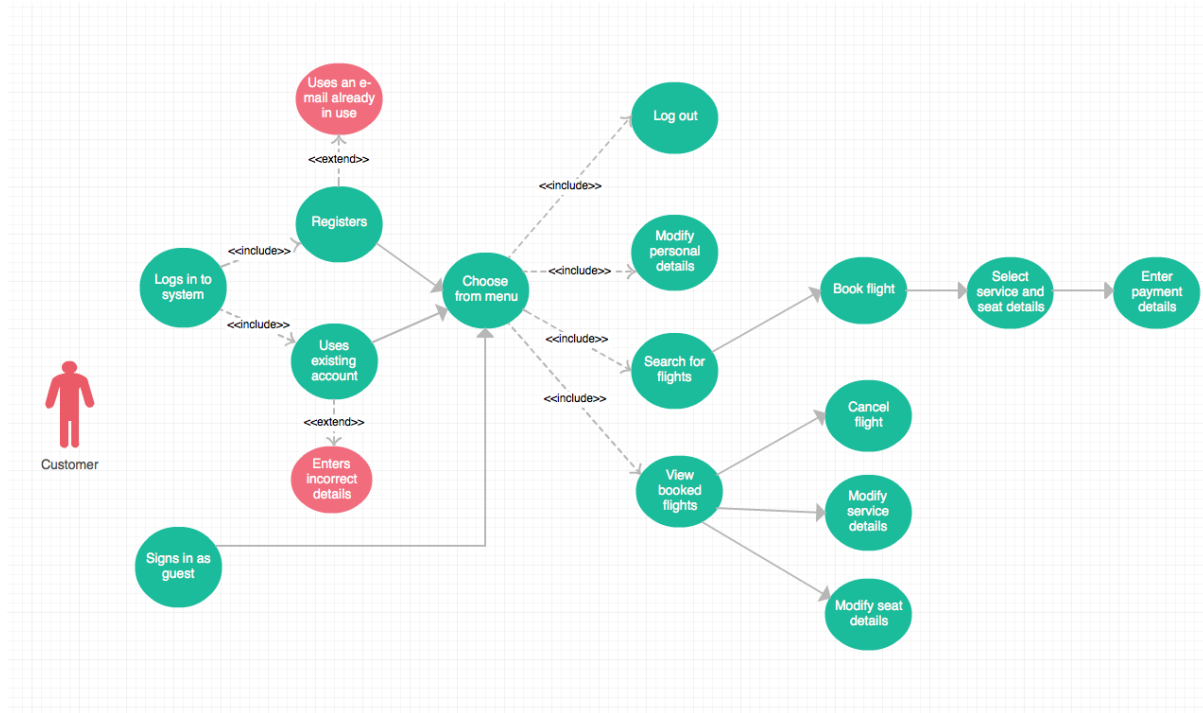 Uses an e-
mail already
in use
<<extend>>
Registers
<<include>>
Logs in to
system
<<include>>
Uses
existing
account
<<extend>>
Enters
incorrect
details
Customer
Signs in as
guest
Choose
from menu
<<include>>
Log out
<<include>>
Modify
personal
details
<<include>>
Search for
flights
<<include>>
View
booked
flights
Book flight
Select
service and
seat details
Enter
payment
details
Cancel
flight
Modify
service
details
Modify seat
details